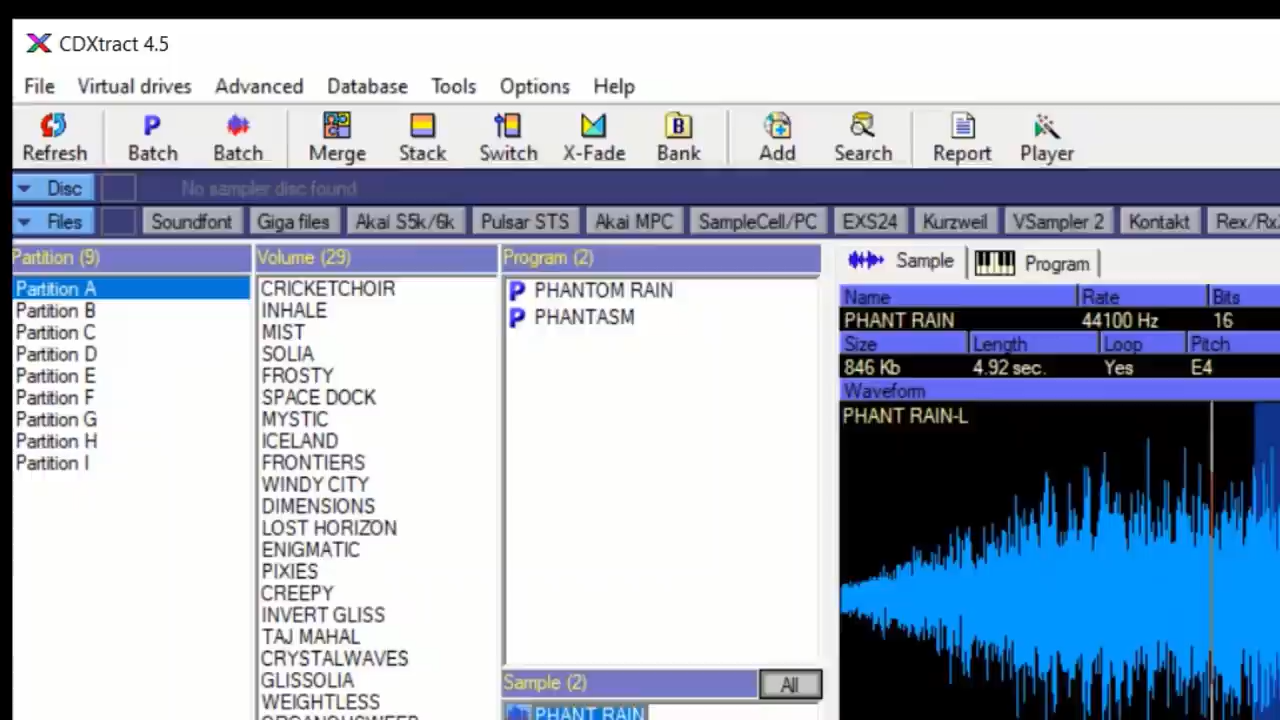 CDXtract 4.5
File Virtual drives Advanced Database Tools Options Help
Refresh Batch Batch Merge Stack Switch X-Fade Bank Add Search Report Player
Disc No sampler disc found
Files Soundfont Giga files Akai S5k/6k Pulsar STS Akai MPC SampleCell/PC EXS24 Kurzweil VSampler 2 Kontakt Rex/Rx
Partition (9)
Partition A
Partition B
Partition C
Partition D
Partition E
Partition F
Partition G
Partition H
Partition I
Volume (29)
CRICKETCHOIR
INHALE
MIST
SOLIA
FROSTY
SPACE DOCK
MYSTIC
ICELAND
FRONTIERS
WINDY CITY
DIMENSIONS
LOST HORIZON
ENIGMATIC
PIXIES
CREEPY
INVERT GLISS
TAJ MAHAL
CRYSTALWAVES
GLISSOLIA
WEIGHTLESS
Program (2)
P PHANTOM RAIN
P PHANTASM
Sample (2) All
PHANT RAIN
Sample Program
Name Rate Bits
PHANT RAIN 44100 Hz 16
Size Length Loop Pitch
846 Kb 4.92 sec. Yes E4
Waveform
PHANT RAIN-L